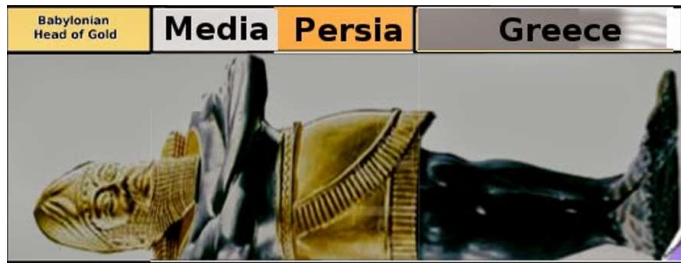 Babylonian
Head of Gold
Media
Persia
Greece